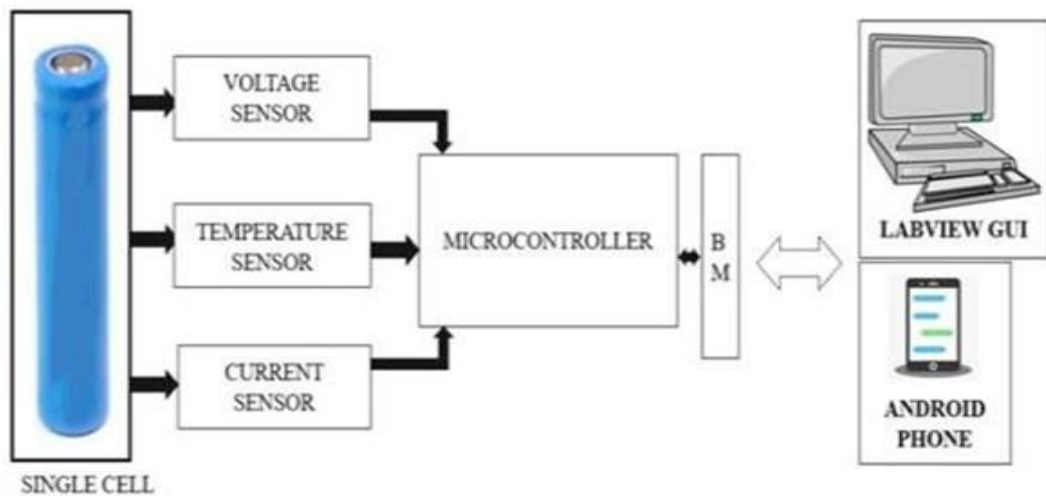 VOLTAGE
SENSOR
TEMPERATURE
SENSOR
CURRENT
SENSOR
MICROCONTROLLER
B
M
LABVIEW GUI
ANDROID
PHONE
SINGLE CELL